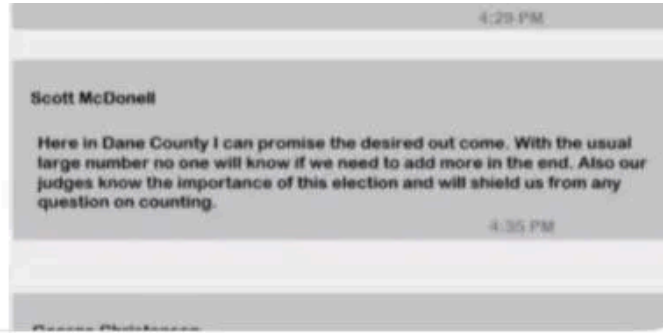 4:29 PM
Scott McDonell
Here in Dane County I can promise the desired out come. With the usual
large number no one will know if we need to add more in the end. Also our
judges know the importance of this election and will shield us from any
question on counting.
4:35 PM